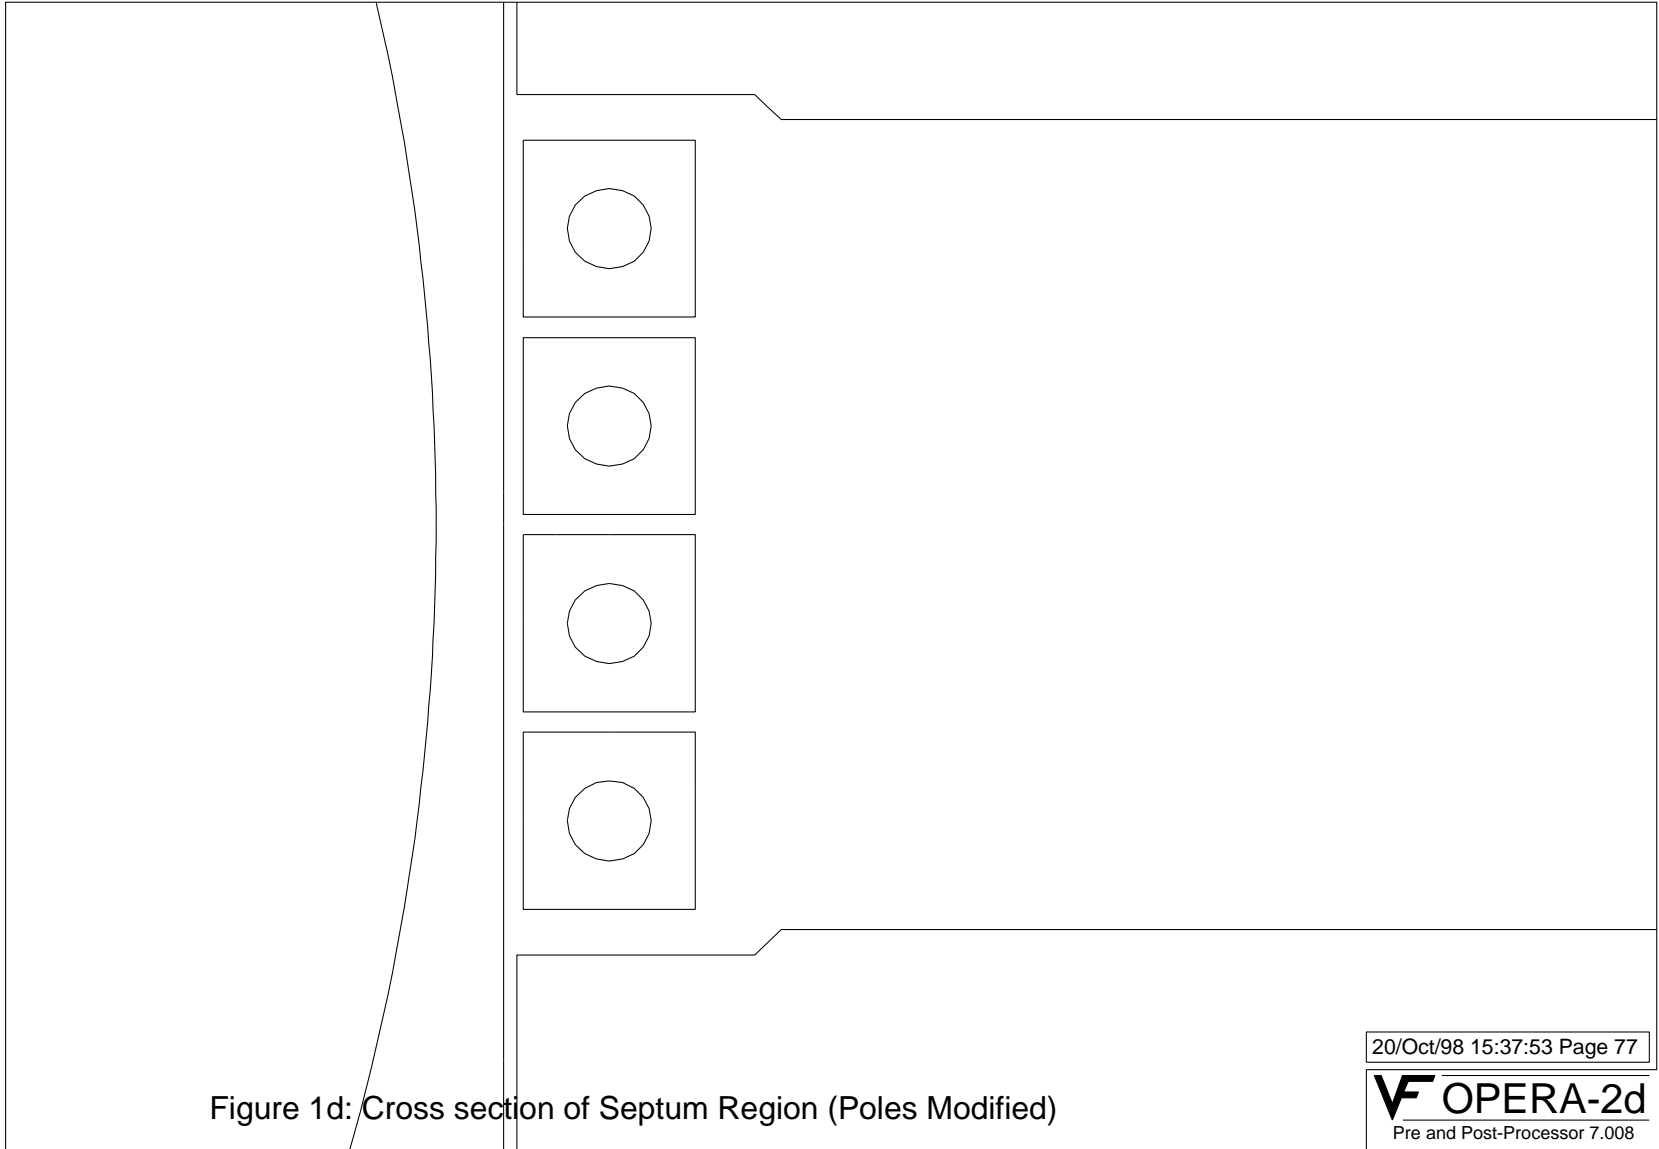 20/Oct/98 15:37:53 Page 77
Figure 1d: Cross section of Septum Region (Poles Modified)
VF OPERA-2d
Pre and Post-Processor 7.008